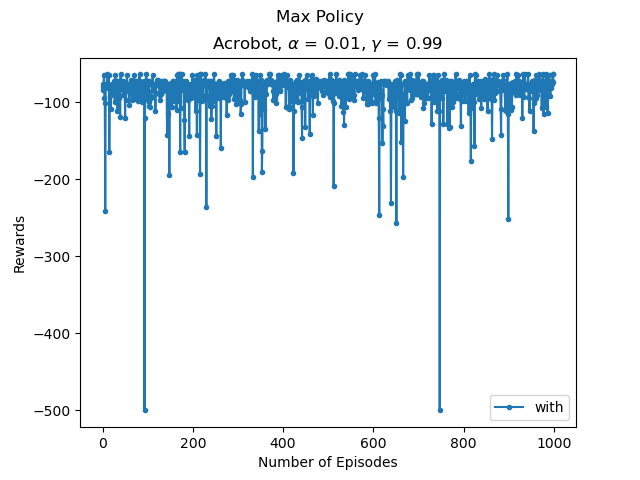 Max Policy
Acrobot, α = 0.01, γ = 0.99
Rewards
−100
−200
−300
−400
−500
0 200 400 600 800 1000
Number of Episodes
with